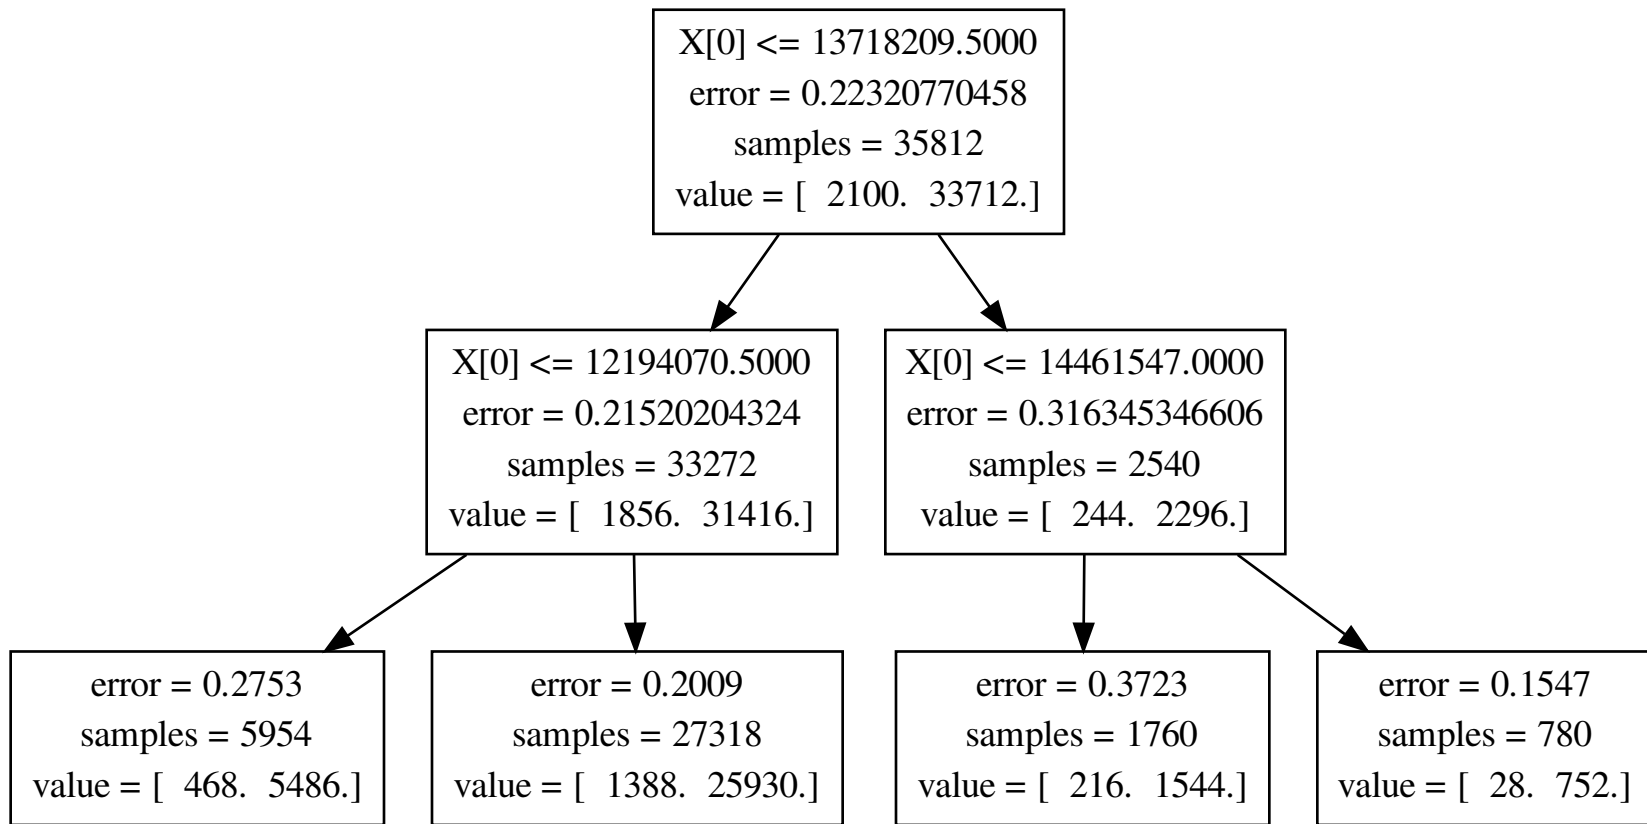 X[0] <= 13718209.5000
error = 0.22320770458
samples = 35812
value = [  2100.  33712.]
X[0] <= 12194070.5000
error = 0.21520204324
samples = 33272
value = [  1856.  31416.]
X[0] <= 14461547.0000
error = 0.316345346606
samples = 2540
value = [  244.  2296.]
error = 0.2753
samples = 5954
value = [  468.  5486.]
error = 0.2009
samples = 27318
value = [  1388.  25930.]
error = 0.3723
samples = 1760
value = [  216.  1544.]
error = 0.1547
samples = 780
value = [  28.  752.]